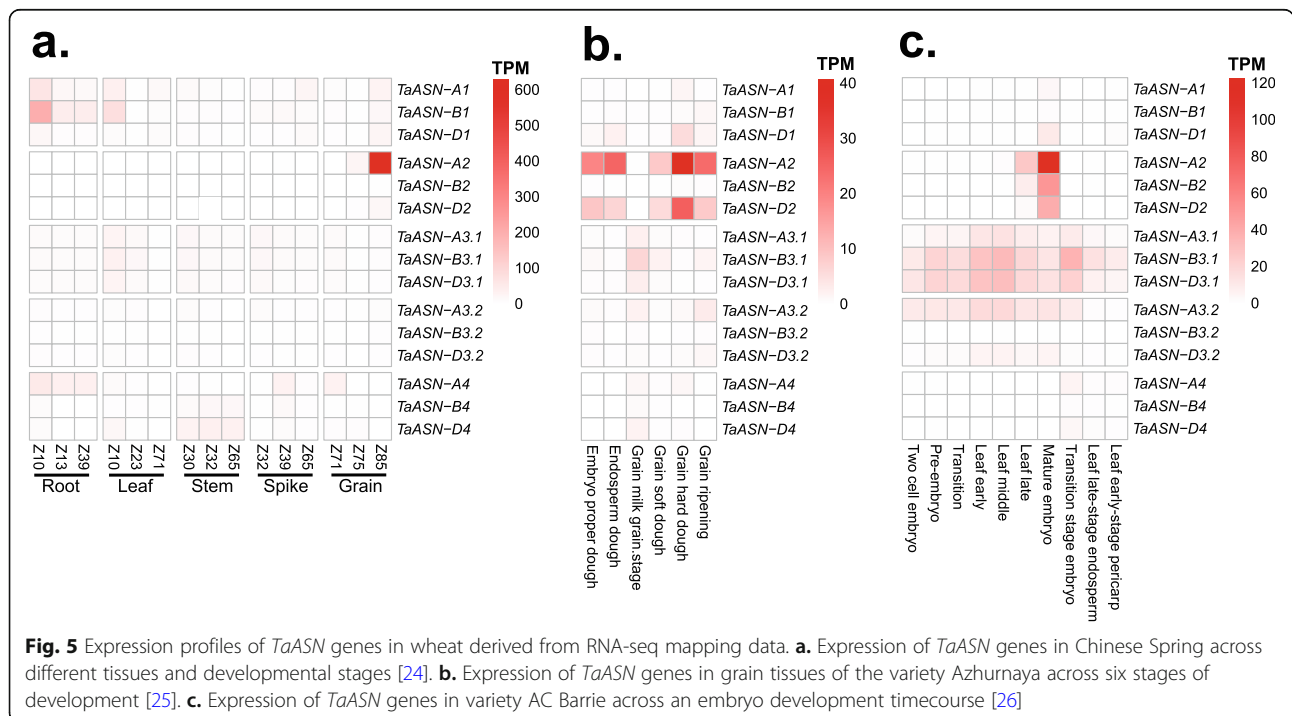 a.
TPM
600
500
400
300
200
100
0
TaASN−A1
TaASN−B1
TaASN−D1
TaASN−A2
TaASN−B2
TaASN−D2
TaASN−A3.1
TaASN−B3.1
TaASN−D3.1
TaASN−A3.2
TaASN−B3.2
TaASN−D3.2
TaASN−A4
TaASN−B4
TaASN−D4
Z10 Z13 Z39 Z10 Z23 Z71 Z30 Z32 Z65 Z32 Z39 Z65 Z71 Z75 Z85
Root Leaf Stem Spike Grain
b.
TPM
40
30
20
10
0
TaASN−A1
TaASN−B1
TaASN−D1
TaASN−A2
TaASN−B2
TaASN−D2
TaASN−A3.1
TaASN−B3.1
TaASN−D3.1
TaASN−A3.2
TaASN−B3.2
TaASN−D3.2
TaASN−A4
TaASN−B4
TaASN−D4
Embryo proper dough
Endosperm dough
Grain milk grain.stage
Grain soft dough
Grain hard dough
Grain ripening
c.
TPM
120
100
80
60
40
20
0
TaASN−A1
TaASN−B1
TaASN−D1
TaASN−A2
TaASN−B2
TaASN−D2
TaASN−A3.1
TaASN−B3.1
TaASN−D3.1
TaASN−A3.2
TaASN−B3.2
TaASN−D3.2
TaASN−A4
TaASN−B4
TaASN−D4
Two cell embryo
Pre−embryo
Transition
Leaf early
Leaf middle
Leaf late
Mature embryo
Transition stage embryo
Leaf late−stage endosperm
Leaf early−stage pericarp
Fig. 5 Expression profiles of TaASN genes in wheat derived from RNA-seq mapping data. a. Expression of TaASN genes in Chinese Spring across
different tissues and developmental stages [24]. b. Expression of TaASN genes in grain tissues of the variety Azhurnaya across six stages of
development [25]. c. Expression of TaASN genes in variety AC Barrie across an embryo development timecourse [26]